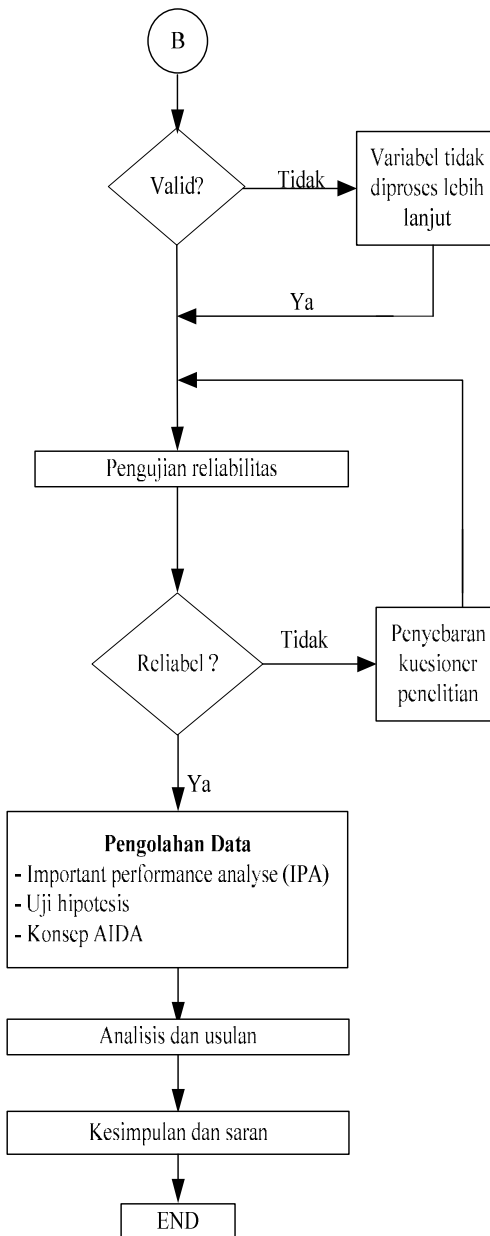 B
Valid?
Tidak
Variabel tidak
diproses lebih
lanjut
Ya
Pengujian reliabilitas
Reliabel ?
Tidak
Penyebaran
kuesioner
penelitian
Ya
Pengolahan Data
- Important performance analyse (IPA)
- Uji hipotesis
- Konsep AIDA
Analisis dan usulan
Kesimpulan dan saran
END